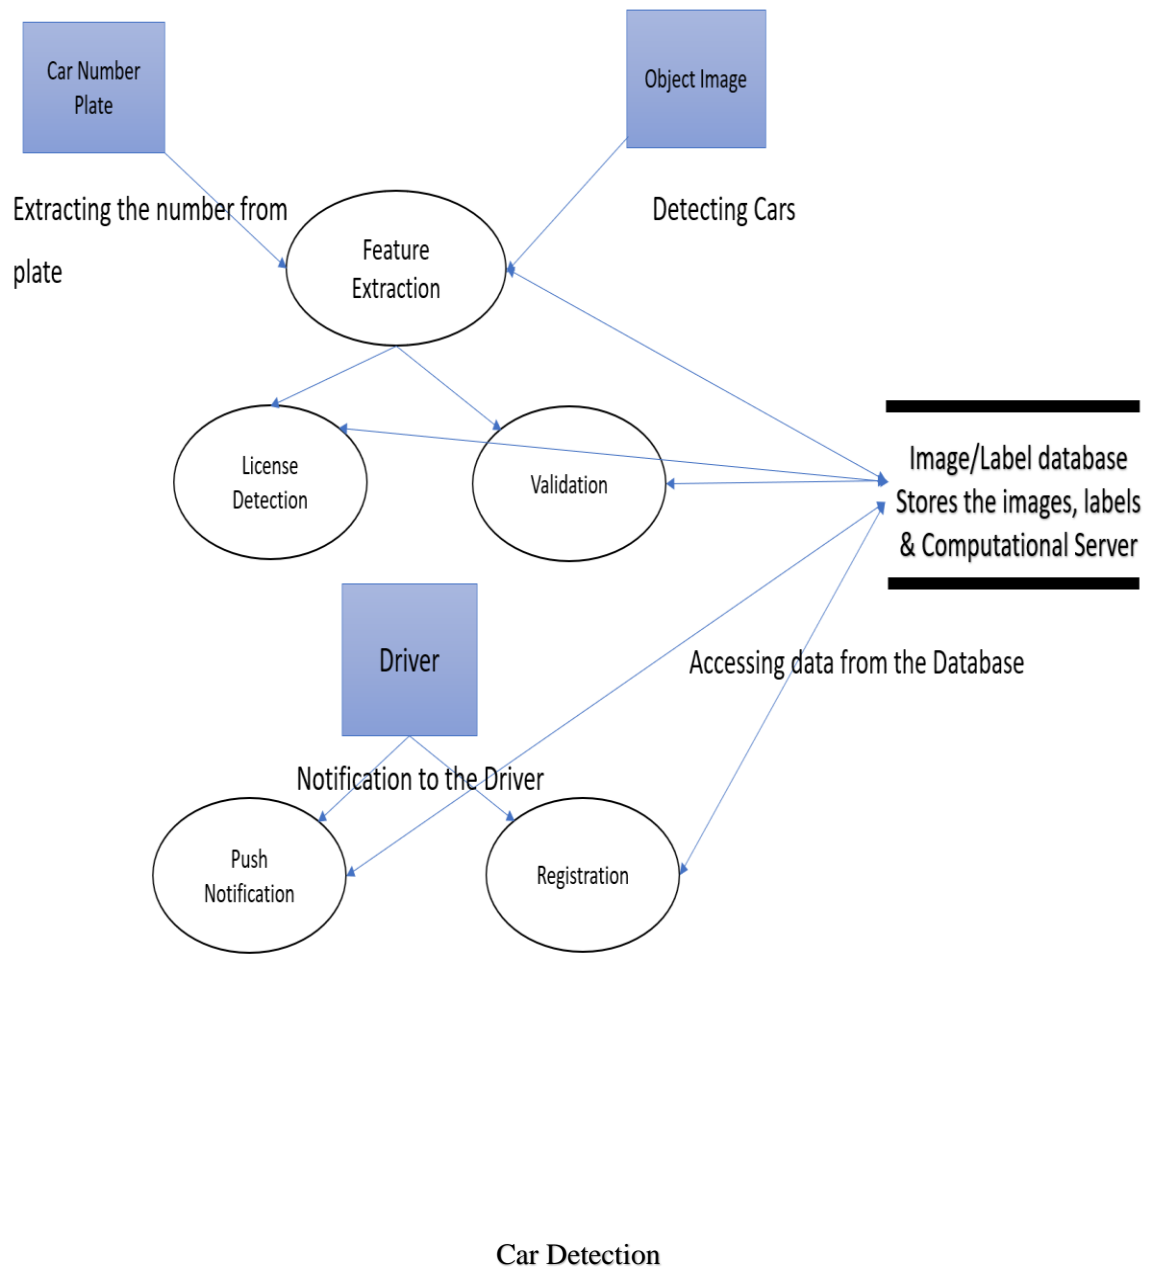 Car Number
Plate
Object Image
Extracting the number from
plate
Detecting Cars
Feature
Extraction
License
Detection
Validation
Image/Label database
Stores the images, labels
& Computational Server
Driver
Accessing data from the Database
Notification to the Driver
Push
Notification
Registration
Car Detection